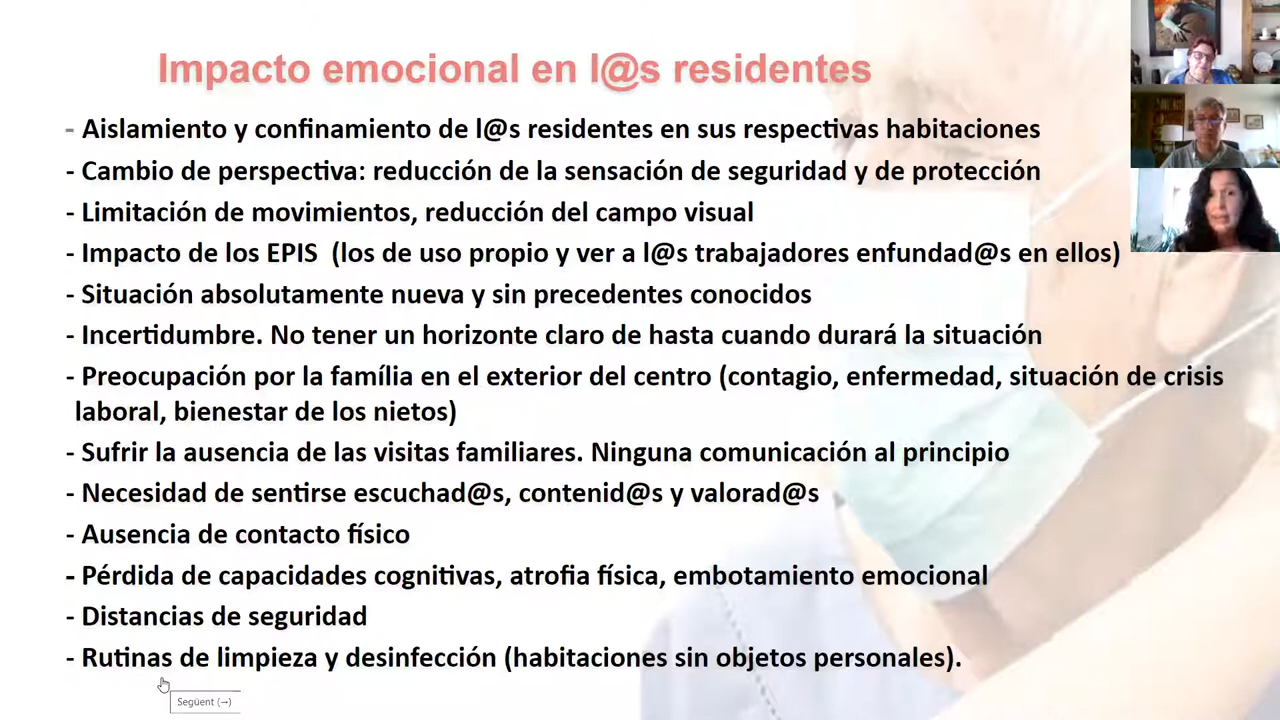 Impacto emocional en l@s residentes
- Aislamiento y confinamiento de l@s residentes en sus respectivas habitaciones
- Cambio de perspectiva: reducción de la sensación de seguridad y de protección
- Limitación de movimientos, reducción del campo visual
- Impacto de los EPIS  (los de uso propio y ver a l@s trabajadores enfundad@s en ellos)
- Situación absolutamente nueva y sin precedentes conocidos
- Incertidumbre. No tener un horizonte claro de hasta cuando durará la situación
- Preocupación por la família en el exterior del centro (contagio, enfermedad, situación de crisis
laboral, bienestar de los nietos)
- Sufrir la ausencia de las visitas familiares. Ninguna comunicación al principio
- Necesidad de sentirse escuchad@s, contenid@s y valorad@s
- Ausencia de contacto físico
- Pérdida de capacidades cognitivas, atrofia física, embotamiento emocional
- Distancias de seguridad
- Rutinas de limpieza y desinfección (habitaciones sin objetos personales).
Següent (→)